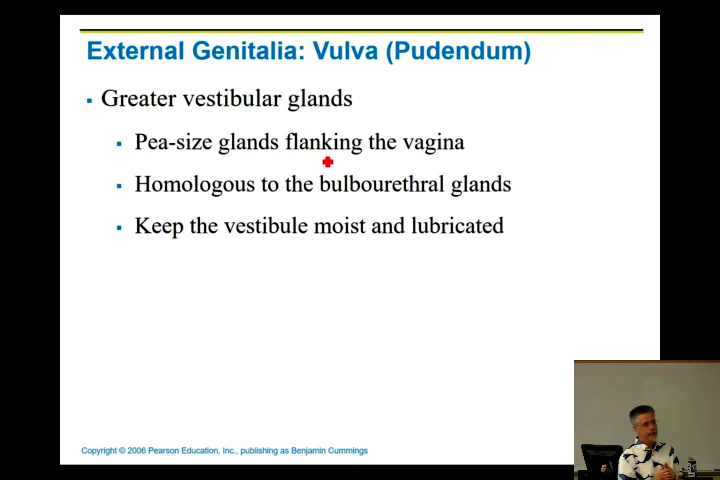 External Genitalia: Vulva (Pudendum)
Greater vestibular glands
Pea-size glands flanking the vagina
Homologous to the bulbourethral glands
Keep the vestibule moist and lubricated
Copyright © 2006 Pearson Education, Inc., publishing as Benjamin Cummings